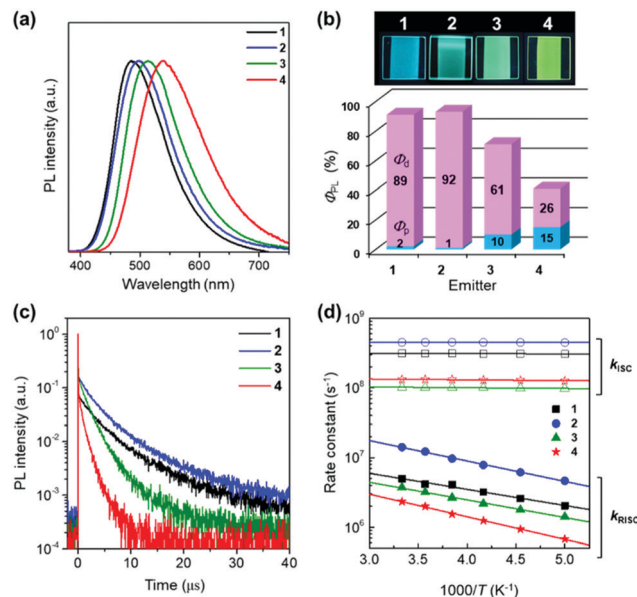 (a)
1
2
3
4
PL intensity (a.u.)
400 500 600 700
Wavelength (nm)
(b)
1 2 3 4
100
80
60
40
20
0
Φ_PL (%)
Φ_d
89 92 61 26
Φ_p
2 1 10 15
1 2 3 4
Emitter
(c)
1
2
3
4
10^0
10^-1
10^-2
10^-3
10^-4
PL intensity (a.u.)
0 10 20 30 40
Time (μs)
(d)
10^9
10^8
10^7
10^6
Rate constant (s^-1)
k_ISC
1
2
3
4
k_RISC
3.0 3.5 4.0 4.5 5.0
1000/T (K^-1)